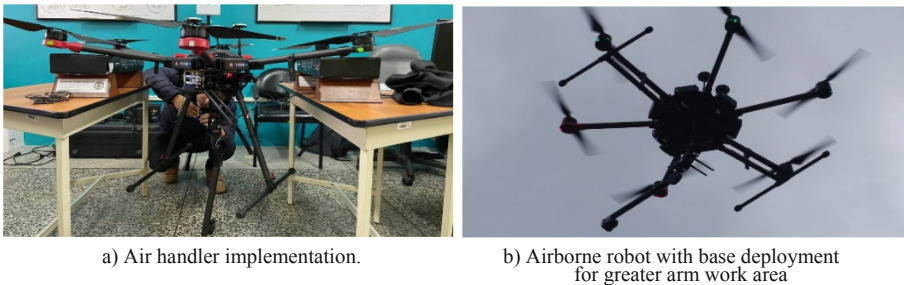 a) Air handler implementation.
b) Airborne robot with base deployment
for greater arm work area